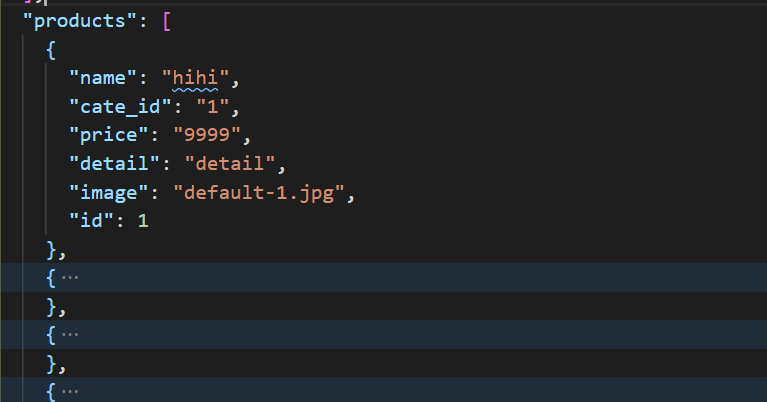 "products": [
{
"name": "hihi",
"cate_id": "1",
"price": "9999",
"detail": "detail",
"image": "default-1.jpg",
"id": 1
},
{ ···
},
{ ···
},
{ ···